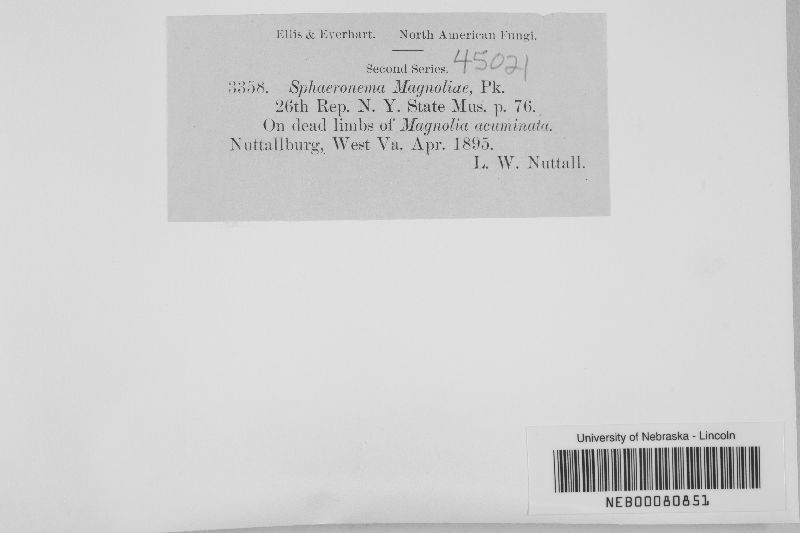 Ellis & Everhart. North American Fungi.
Second Series. 45021
3358. Sphaeronema Magnoliae, Pk.
26th Rep. N. Y. State Mus. p. 76.
On dead limbs of Magnolia acuminata.
Nuttallburg, West Va. Apr. 1895.
L. W. Nuttall.
University of Nebraska - Lincoln
NEB00080851